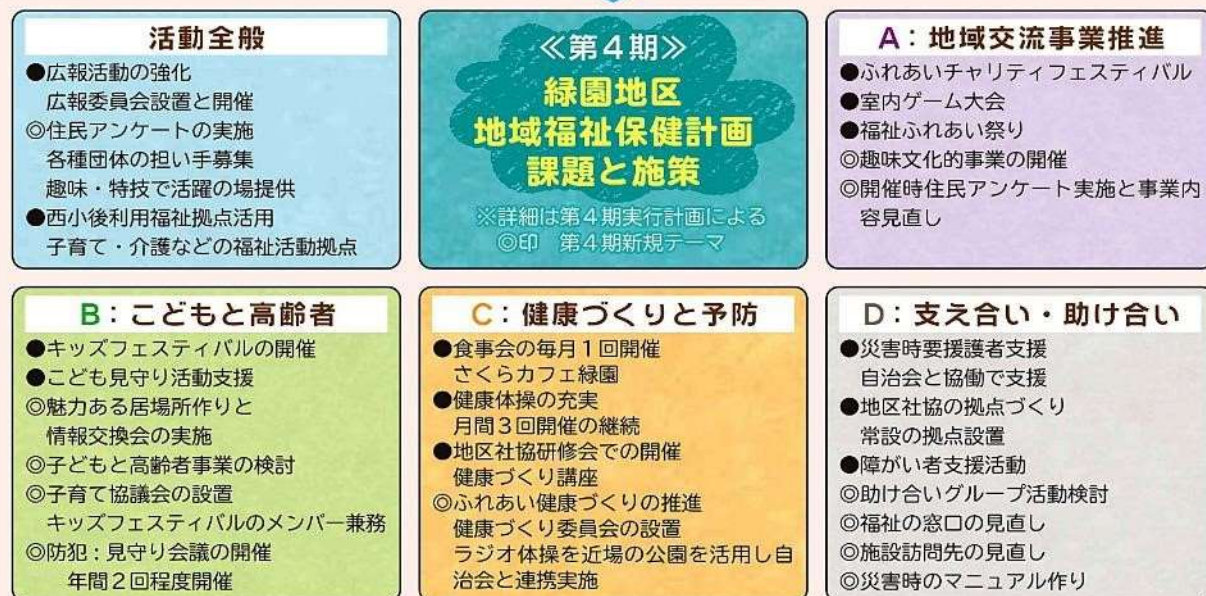 活動全般
●広報活動の強化
広報委員会設置と開催
◎住民アンケートの実施
各種団体の担い手募集
趣味・特技で活躍の場提供
●西小後利用福祉拠点活用
子育て・介護などの福祉活動拠点
≪第4期≫
緑園地区
地域福祉保健計画
課題と施策
※詳細は第4期実行計画による
◎印 第4期新規テーマ
A：地域交流事業推進
●ふれあいチャリティフェスティバル
●室内ゲーム大会
●福祉ふれあい祭り
◎趣味文化的事業の開催
◎開催時住民アンケート実施と事業内
容見直し
B：こどもと高齢者
●キッズフェスティバルの開催
●こども見守り活動支援
◎魅力ある居場所作りと
情報交換会の実施
◎子どもと高齢者事業の検討
◎子育て協議会の設置
キッズフェスティバルのメンバー兼務
◎防犯：見守り会議の開催
年間2回程度開催
C：健康づくりと予防
●食事会の毎月1回開催
さくらカフェ緑園
●健康体操の充実
月間3回開催の継続
●地区社協研修会での開催
健康づくり講座
◎ふれあい健康づくりの推進
健康づくり委員会の設置
ラジオ体操を近場の公園を活用し自
治会と連携実施
D：支え合い・助け合い
●災害時要援護者支援
自治会と協働で支援
●地区社協の拠点づくり
常設の拠点設置
●障がい者支援活動
◎助け合いグループ活動検討
◎福祉の窓口の見直し
◎施設訪問先の見直し
◎災害時のマニュアル作り